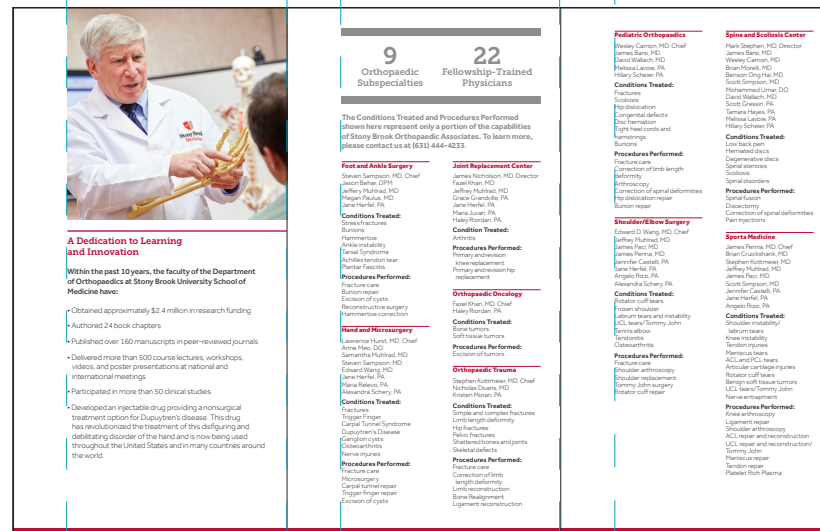 Stony Brook
Medicine
A Dedication to Learning
and Innovation
Within the past 10 years, the faculty of the Department
of Orthopaedics at Stony Brook University School of
Medicine have:
• Obtained approximately $2.4 million in research funding
• Authored 24 book chapters
• Published over 160 manuscripts in peer-reviewed journals
• Delivered more than 500 course lectures, workshops,
videos, and poster presentations at national and
international meetings
• Participated in more than 50 clinical studies
• Developed an injectable drug providing a nonsurgical
treatment option for Dupuytren's disease. This drug
has revolutionized the treatment of this disfiguring and
debilitating disorder of the hand and is now being used
throughout the United States and in many countries around
the world.
9
Orthopaedic
Subspecialties
22
Fellowship-Trained
Physicians
The Conditions Treated and Procedures Performed
shown here represent only a portion of the capabilities
of Stony Brook Orthopaedic Associates. To learn more,
please contact us at (631) 444-4233.
Foot and Ankle Surgery
Steven Sampson, MD, Chief
Jason Behar, DPM
Jeffery Muhlrad, MD
Megan Paulus, MD
Jane Herfel, PA
Conditions Treated:
Stress fractures
Bunions
Hammertoe
Ankle instability
Tarsal Syndrome
Achilles tendon tear
Plantar Fasciitis
Procedures Performed:
Fracture care
Bunion repair
Excision of cysts
Reconstructive surgery
Hammertoe correction
Hand and Microsurgery
Lawrence Hurst, MD, Chief
Anne Meo, DO
Samantha Muhlrad, MD
Steven Sampson, MD
Edward Wang, MD
Jane Herfel, PA
Maria Relevo, PA
Alexandra Schery, PA
Conditions Treated:
Fractures
Trigger Finger
Carpal Tunnel Syndrome
Dupuytren's Disease
Ganglion cysts
Osteoarthritis
Nerve injuries
Procedures Performed:
Fracture care
Microsurgery
Carpal tunnel repair
Trigger finger repair
Excision of cysts
Joint Replacement Center
James Nicholson, MD, Director
Fazel Khan, MD
Jeffrey Muhlrad, MD
Grace Grandville, PA
Jane Herfel, PA
Maria Juvan, PA
Haley Riordan, PA
Condition Treated:
Arthritis
Procedures Performed:
Primary and revision
knee replacement
Primary and revision hip
replacement
Orthopaedic Oncology
Fazel Khan, MD, Chief
Haley Riordan, PA
Conditions Treated:
Bone tumors
Soft tissue tumors
Procedures Performed:
Excision of tumors
Orthopaedic Trauma
Stephen Kottmeier, MD, Chief
Nicholas Divaris, MD
Kristen Moran, PA
Conditions Treated:
Simple and complex fractures
Limb length deformity
Hip fractures
Pelvic fractures
Shattered bones and joints
Skeletal defects
Procedures Performed:
Fracture care
Correction of limb
length deformity
Limb reconstruction
Bone Realignment
Ligament reconstruction
Pediatric Orthopaedics
Wesley Carrion, MD, Chief
James Barsi, MD
David Wallach, MD
Melissa Lavoie, PA
Hillary Scheier, PA
Conditions Treated:
Fractures
Scoliosis
Hip dislocation
Congenital defects
Disc herniation
Tight heel cords and
hamstrings
Bunions
Procedures Performed:
Fracture care
Correction of limb length
deformity
Arthroscopy
Correction of spinal deformities
Hip dislocation repair
Bunion repair
Shoulder/Elbow Surgery
Edward D. Wang, MD, Chief
Jeffrey Muhlrad, MD
James Paci, MD
James Penna, MD
Jennifer Castelli, PA
Jane Herfel, PA
Angelo Rizzi, PA
Alexandra Schery, PA
Conditions Treated:
Rotator cuff tears
Frozen shoulder
Labrum tears and instability
UCL tears/Tommy John
Tennis elbow
Tendonitis
Osteoarthritis
Procedures Performed:
Fracture care
Shoulder arthroscopy
Shoulder replacement
Tommy John surgery
Rotator cuff repair
Spine and Scoliosis Center
Mark Stephen, MD, Director
James Barsi, MD
Wesley Carrion, MD
Brian Morelli, MD
Benson Ong Hai, MD
Scott Simpson, MD
Mohammed Umar, DO
David Wallach, MD
Scott Gressin, PA
Tamara Hayes, PA
Melissa Lavoie, PA
Hillary Scheier, PA
Conditions Treated:
Low back pain
Herniated discs
Degenerative discs
Spinal stenosis
Scoliosis
Spinal disorders
Procedures Performed:
Spinal fusion
Discectomy
Correction of spinal deformities
Pain injections
Sports Medicine
James Penna, MD, Chief
Brian Cruickshank, MD
Stephen Kottmeier, MD
Jeffrey Muhlrad, MD
James Paci, MD
Scott Simpson, MD
Jennifer Castelli, PA
Jane Herfel, PA
Angelo Rizzi, PA
Conditions Treated:
Shoulder instability/
labrum tears
Knee instability
Tendon injuries
Meniscus tears
ACL and PCL tears
Articular cartilage injuries
Rotator cuff tears
Benign soft tissue tumors
UCL tears/Tommy John
Nerve entrapment
Procedures Performed:
Knee arthroscopy
Ligament repair
Shoulder arthroscopy
ACL repair and reconstruction
UCL repair and reconstruction/
Tommy John
Meniscus repair
Tendon repair
Platelet Rich Plasma